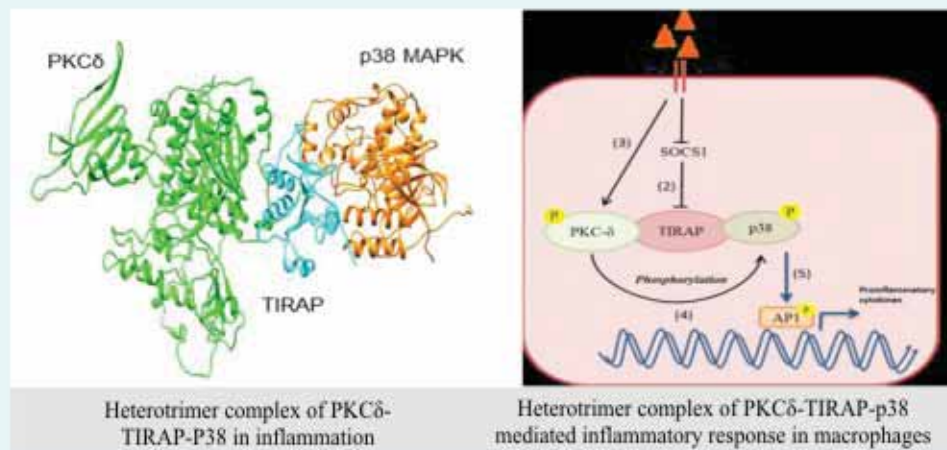 PKCδ
p38 MAPK
TIRAP
(3)
SOCS1
(2)
P
PKC-δ
TIRAP
p38
P
Phosphorylation
(4)
(5)
Proinflammatory
cytokines
AP1
P
Heterotrimer complex of PKCδ-
TIRAP-P38 in inflammation
Heterotrimer complex of PKCδ-TIRAP-p38
mediated inflammatory response in macrophages